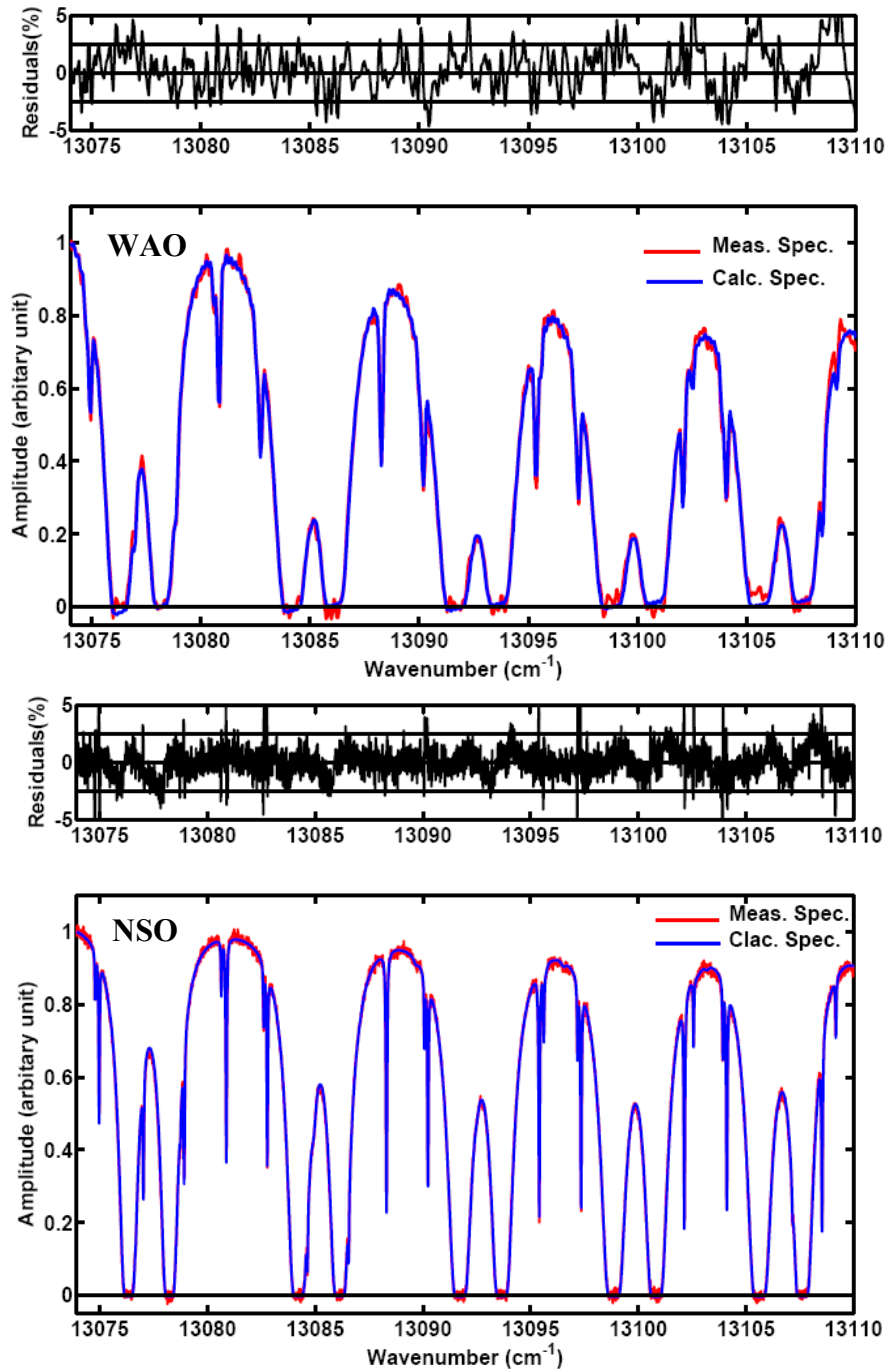 Residuals(%)
5
0
-5
13075 13080 13085 13090 13095 13100 13105 13110
WAO
Meas. Spec.
Calc. Spec.
Amplitude (arbitary unit)
1
0.8
0.6
0.4
0.2
0
13075 13080 13085 13090 13095 13100 13105 13110
Wavenumber (cm-1)
Residuals(%)
5
0
-5
13075 13080 13085 13090 13095 13100 13105 13110
NSO
Meas. Spec.
Clac. Spec.
Amplitude (arbitary unit)
1
0.8
0.6
0.4
0.2
0
13075 13080 13085 13090 13095 13100 13105 13110
Wavenumber (cm-1)